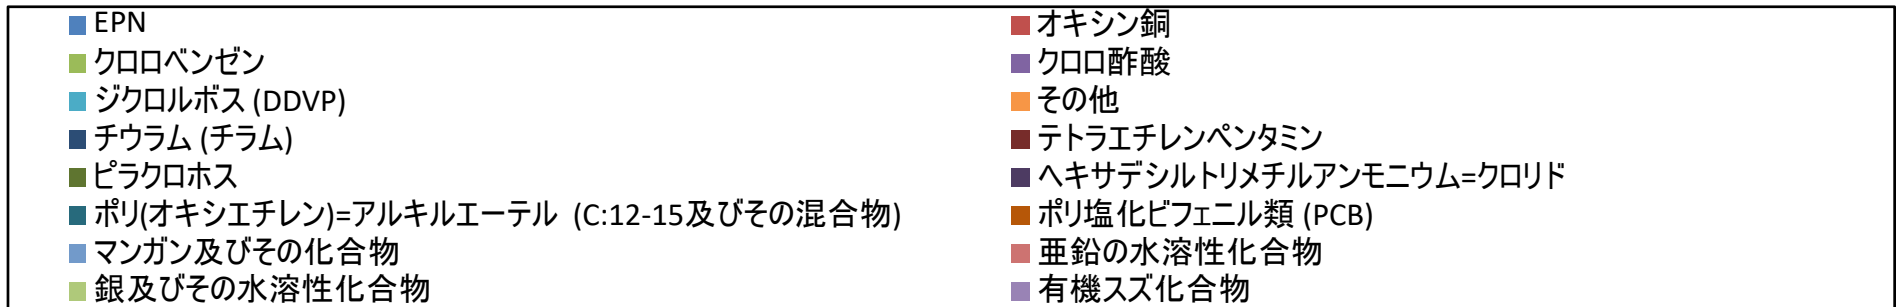 EPN オキシン銅
クロロベンゼン クロロ酢酸
ジクロルボス (DDVP) その他
チウラム (チラム) テトラエチレンペンタミン
ピラクロホス ヘキサデシルトリメチルアンモニウム=クロリド
ポリ(オキシエチレン)=アルキルエーテル (C:12-15及びその混合物) ポリ塩化ビフェニル類 (PCB)
マンガン及びその化合物 亜鉛の水溶性化合物
銀及びその水溶性化合物 有機スズ化合物